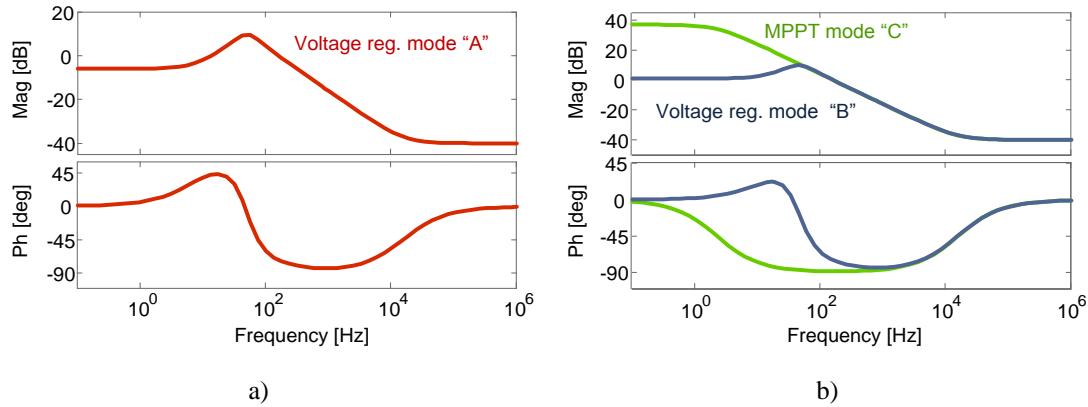 20
0
-20
-40
Mag [dB]
Voltage reg. mode “A”
45
0
-45
-90
Ph [deg]
10^0 10^2 10^4 10^6
Frequency [Hz]
a)
40
20
0
-20
-40
Mag [dB]
MPPT mode “C”
Voltage reg. mode “B”
45
0
-45
-90
Ph [deg]
10^0 10^2 10^4 10^6
Frequency [Hz]
b)